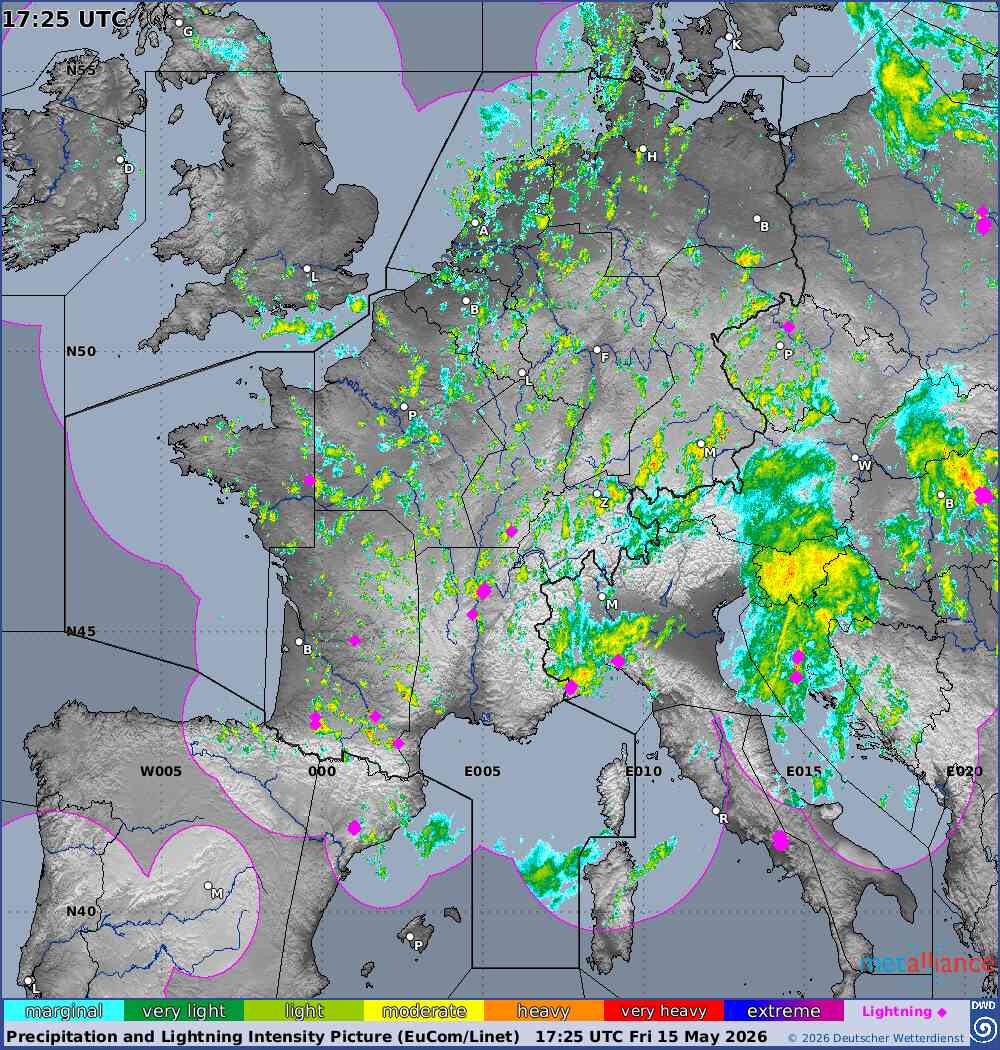 17:25 UTC
G
K
N55
H
D
A
B
L
B
N50
P
F
L
P
M
W
Z
B
M
N45
B
W005
000
E005
E010
E015
E020
R
M
N40
P
metalliance
L
marginal very light light moderate heavy very heavy extreme Lightning
DWD
Precipitation and Lightning Intensity Picture (EuCom/Linet) 17:25 UTC Fri 15 May 2026 © 2026 Deutscher Wetterdienst